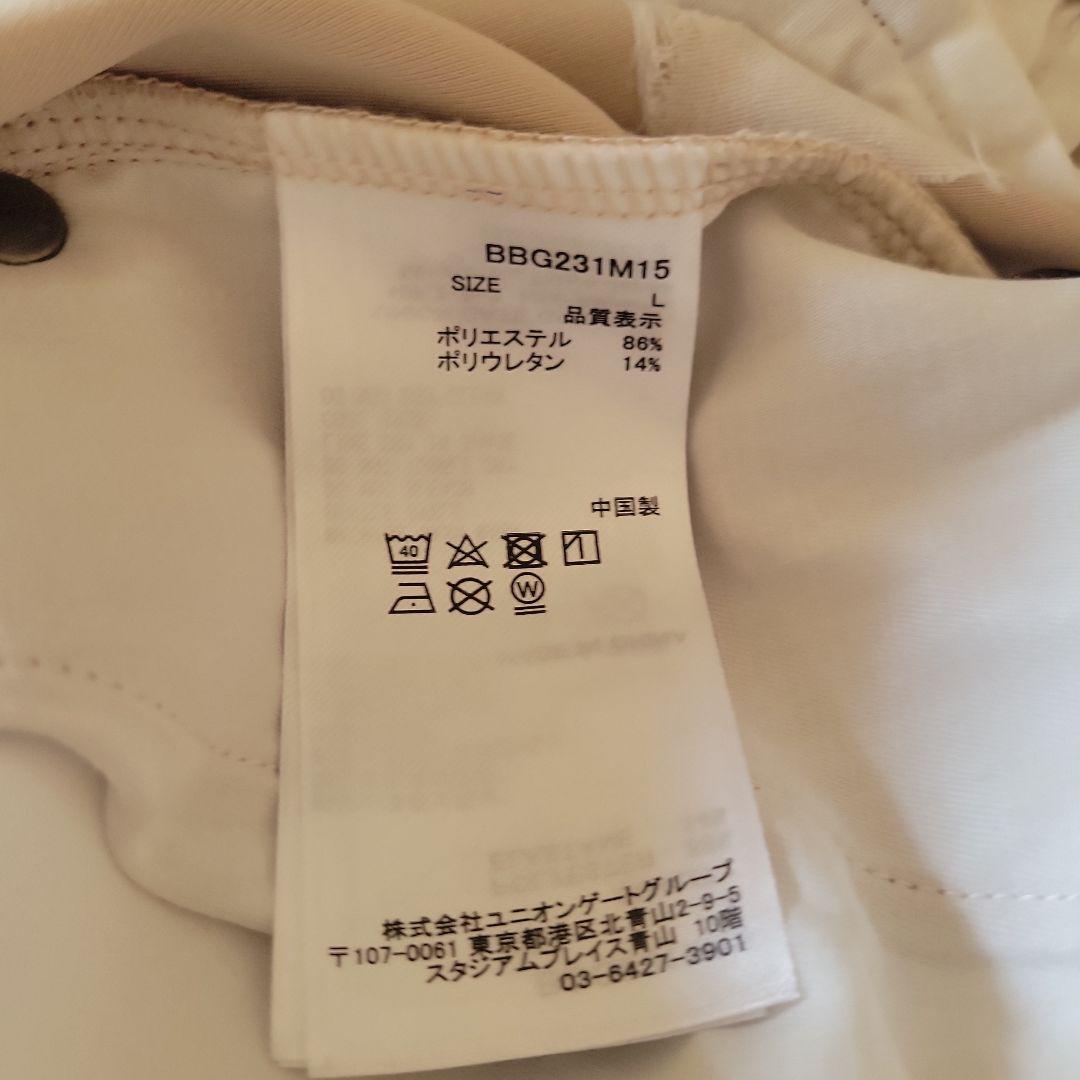 BBG231M15
SIZE L
品質表示
ポリエステル 86%
ポリウレタン 14%
中国製
40
W
株式会社ユニオンゲートグループ
〒107-0061 東京都港区北青山2-9-5
スタジアムプレイス青山 10階
03-6427-3901